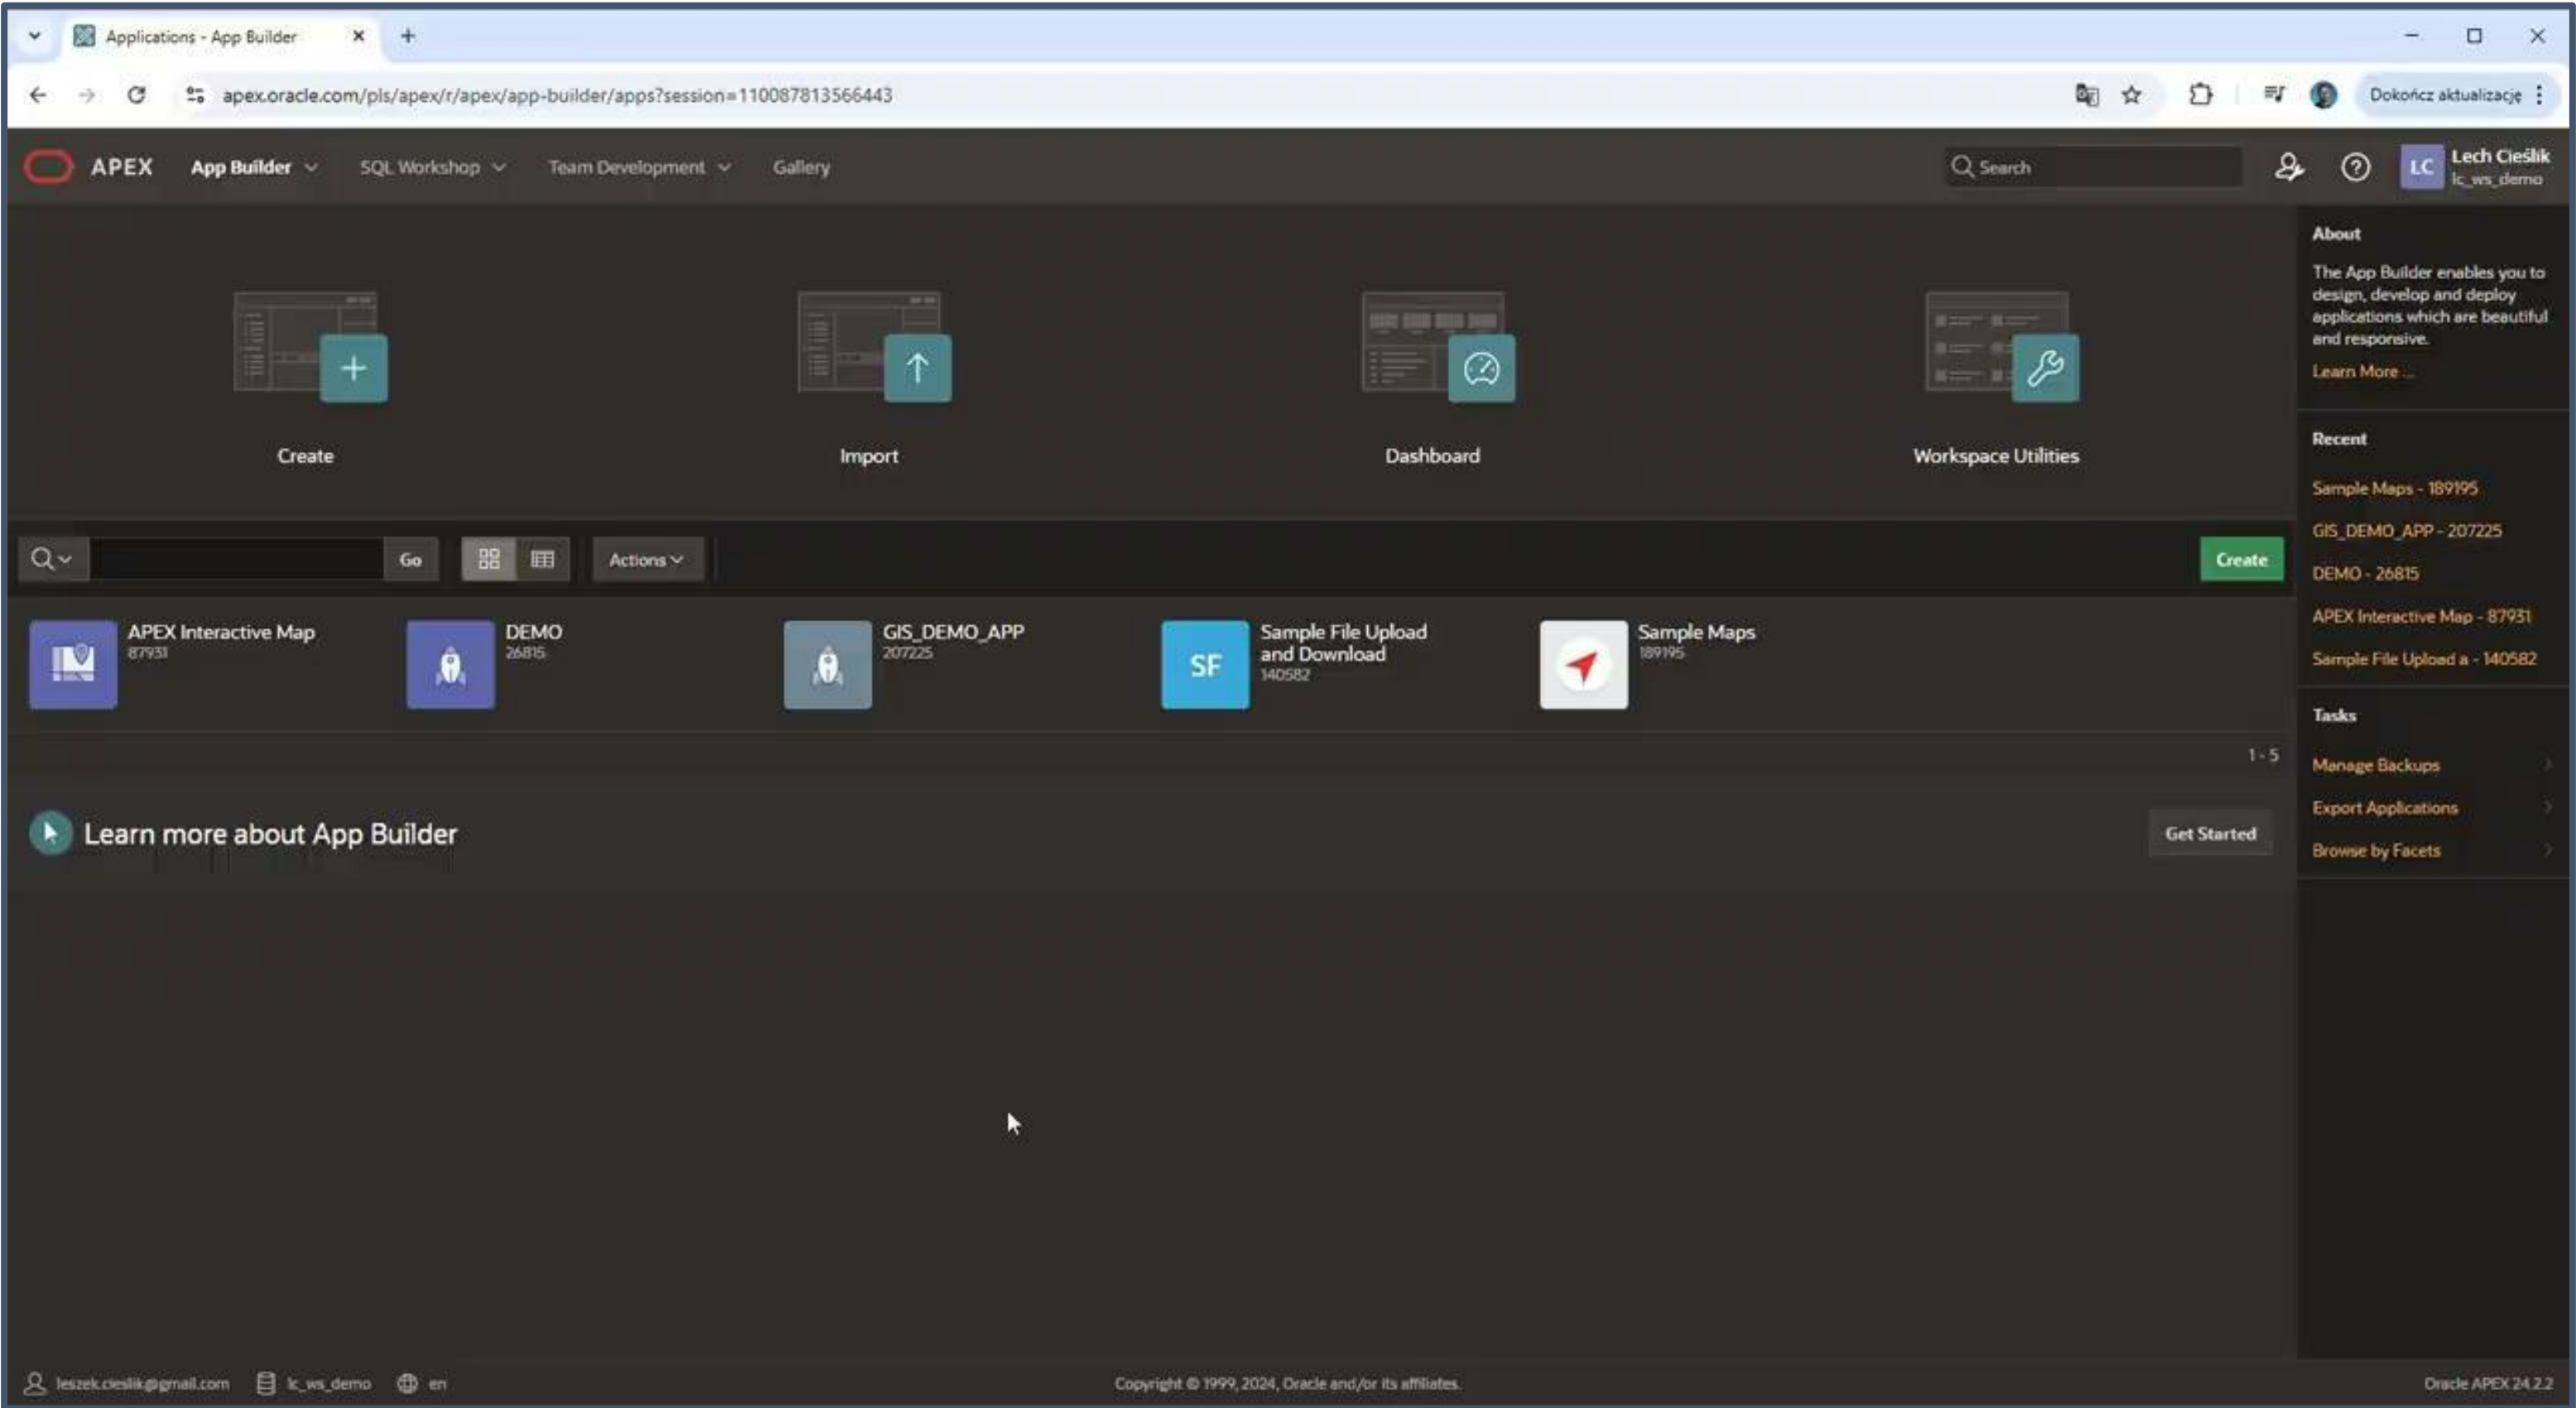 Applications - App Builder
apex.oracle.com/pls/apex/r/apex/app-builder/apps?session=110087813566443
Dokończ aktualizację
APEX App Builder SQL Workshop Team Development Gallery
Search
LC Lech Cieślik
lc_ws_demo
About
The App Builder enables you to
design, develop and deploy
applications which are beautiful
and responsive.
Learn More ...
Create Import Dashboard Workspace Utilities
Recent
Sample Maps - 189195
GIS_DEMO_APP - 207225
DEMO - 26815
APEX Interactive Map - 87931
Sample File Upload a - 140582
Go Actions Create
APEX Interactive Map
87931
DEMO
26815
GIS_DEMO_APP
207225
SF Sample File Upload
and Download
140582
Sample Maps
189195
1 - 5
Tasks
Manage Backups
Export Applications
Browse by Facets
Learn more about App Builder
Get Started
leszek.cieslik@gmail.com lc_ws_demo en
Copyright © 1999, 2024, Oracle and/or its affiliates.
Oracle APEX 24.2.2